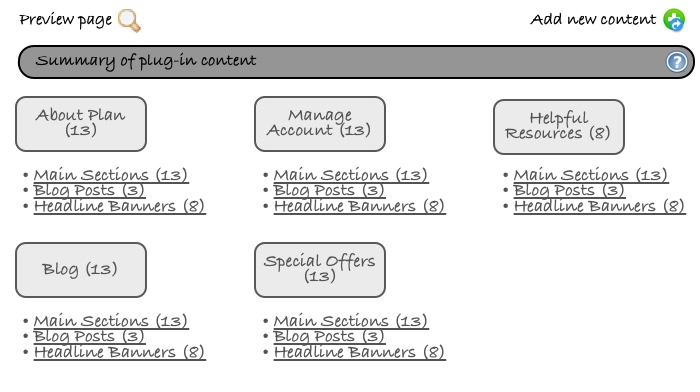 Preview page
Add new content
Summary of plug-in content
?
About Plan
(13)
• Main Sections (13)
• Blog Posts (3)
• Headline Banners (8)
Manage
Account (13)
• Main Sections (13)
• Blog Posts (3)
• Headline Banners (8)
Helpful
Resources (8)
• Main Sections (13)
• Blog Posts (3)
• Headline Banners (8)
Blog (13)
• Main Sections (13)
• Blog Posts (3)
• Headline Banners (8)
Special Offers
(13)
• Main Sections (13)
• Blog Posts (3)
• Headline Banners (8)